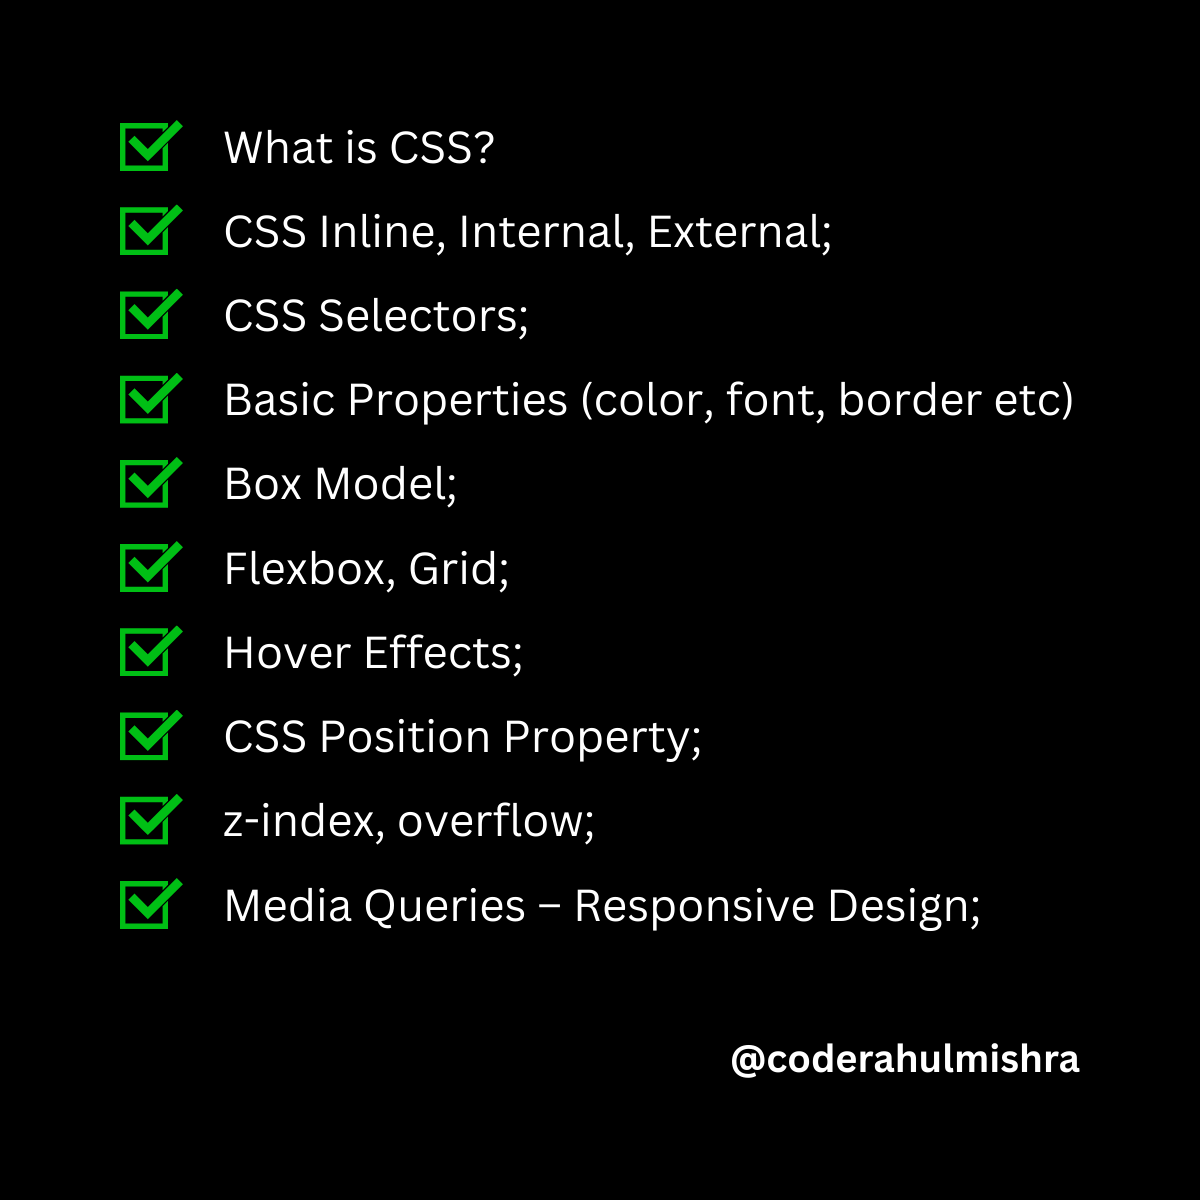 What is CSS?
CSS Inline, Internal, External;
CSS Selectors;
Basic Properties (color, font, border etc)
Box Model;
Flexbox, Grid;
Hover Effects;
CSS Position Property;
z-index, overflow;
Media Queries – Responsive Design;
@coderahulmishra